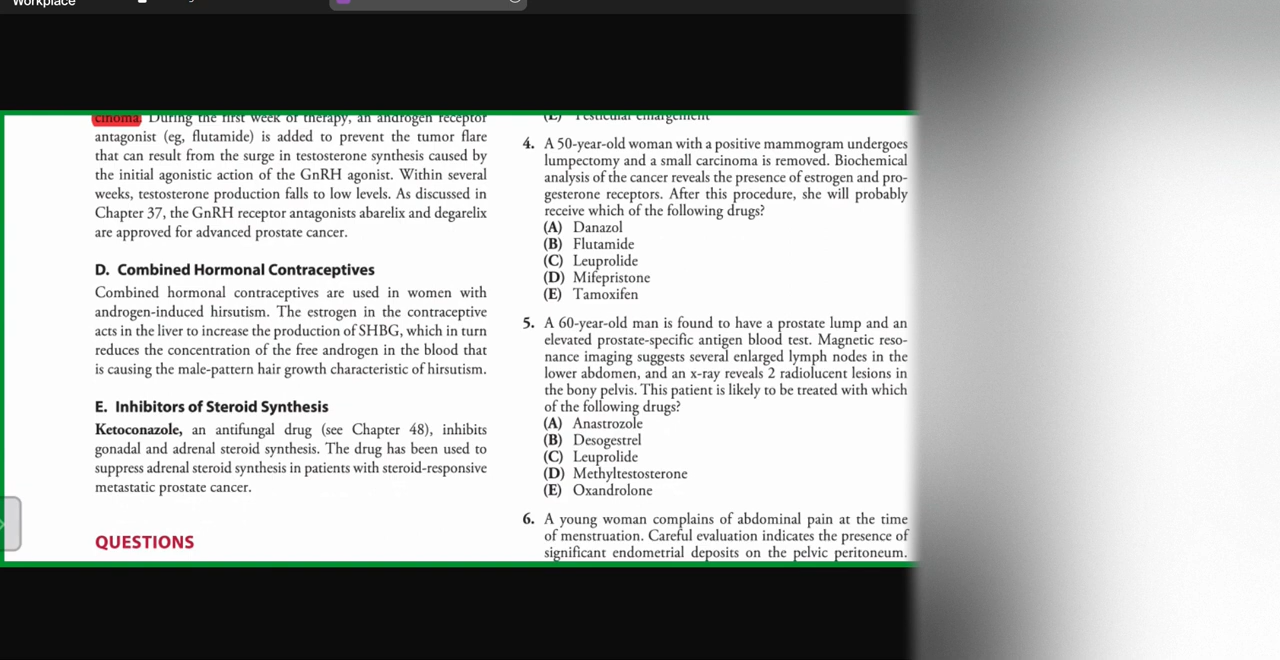 Workplace
cinoma. During the first week of therapy, an androgen receptor
antagonist (eg, flutamide) is added to prevent the tumor flare
that can result from the surge in testosterone synthesis caused by
the initial agonistic action of the GnRH agonist. Within several
weeks, testosterone production falls to low levels. As discussed in
Chapter 37, the GnRH receptor antagonists abarelix and degarelix
are approved for advanced prostate cancer.
D. Combined Hormonal Contraceptives
Combined hormonal contraceptives are used in women with
androgen-induced hirsutism. The estrogen in the contraceptive
acts in the liver to increase the production of SHBG, which in turn
reduces the concentration of the free androgen in the blood that
is causing the male-pattern hair growth characteristic of hirsutism.
E. Inhibitors of Steroid Synthesis
Ketoconazole, an antifungal drug (see Chapter 48), inhibits
gonadal and adrenal steroid synthesis. The drug has been used to
suppress adrenal steroid synthesis in patients with steroid-responsive
metastatic prostate cancer.
QUESTIONS
(E) Testicular enlargement
4. A 50-year-old woman with a positive mammogram undergoes
lumpectomy and a small carcinoma is removed. Biochemical
analysis of the cancer reveals the presence of estrogen and pro-
gesterone receptors. After this procedure, she will probably
receive which of the following drugs?
(A) Danazol
(B) Flutamide
(C) Leuprolide
(D) Mifepristone
(E) Tamoxifen
5. A 60-year-old man is found to have a prostate lump and an
elevated prostate-specific antigen blood test. Magnetic reso-
nance imaging suggests several enlarged lymph nodes in the
lower abdomen, and an x-ray reveals 2 radiolucent lesions in
the bony pelvis. This patient is likely to be treated with which
of the following drugs?
(A) Anastrozole
(B) Desogestrel
(C) Leuprolide
(D) Methyltestosterone
(E) Oxandrolone
6. A young woman complains of abdominal pain at the time
of menstruation. Careful evaluation indicates the presence of
significant endometrial deposits on the pelvic peritoneum.